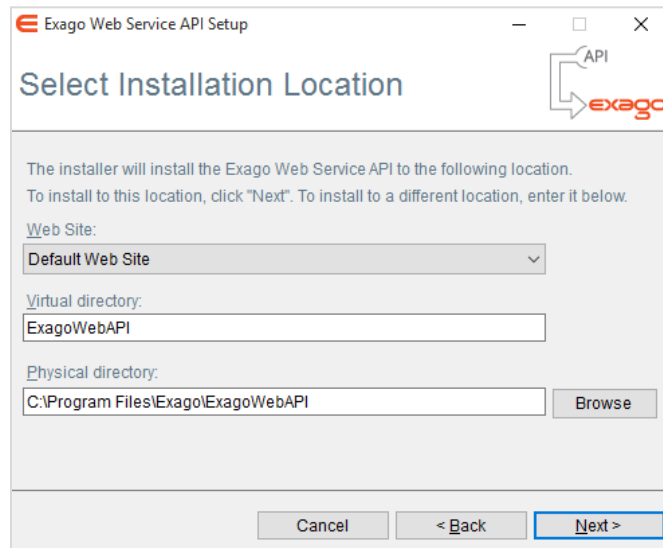 Exago Web Service API Setup
Select Installation Location
API
exago
The installer will install the Exago Web Service API to the following location.
To install to this location, click "Next". To install to a different location, enter it below.
Web Site:
Default Web Site
Virtual directory:
ExagoWebAPI
Physical directory:
C:\Program Files\Exago\ExagoWebAPI
Browse
Cancel
< Back
Next >